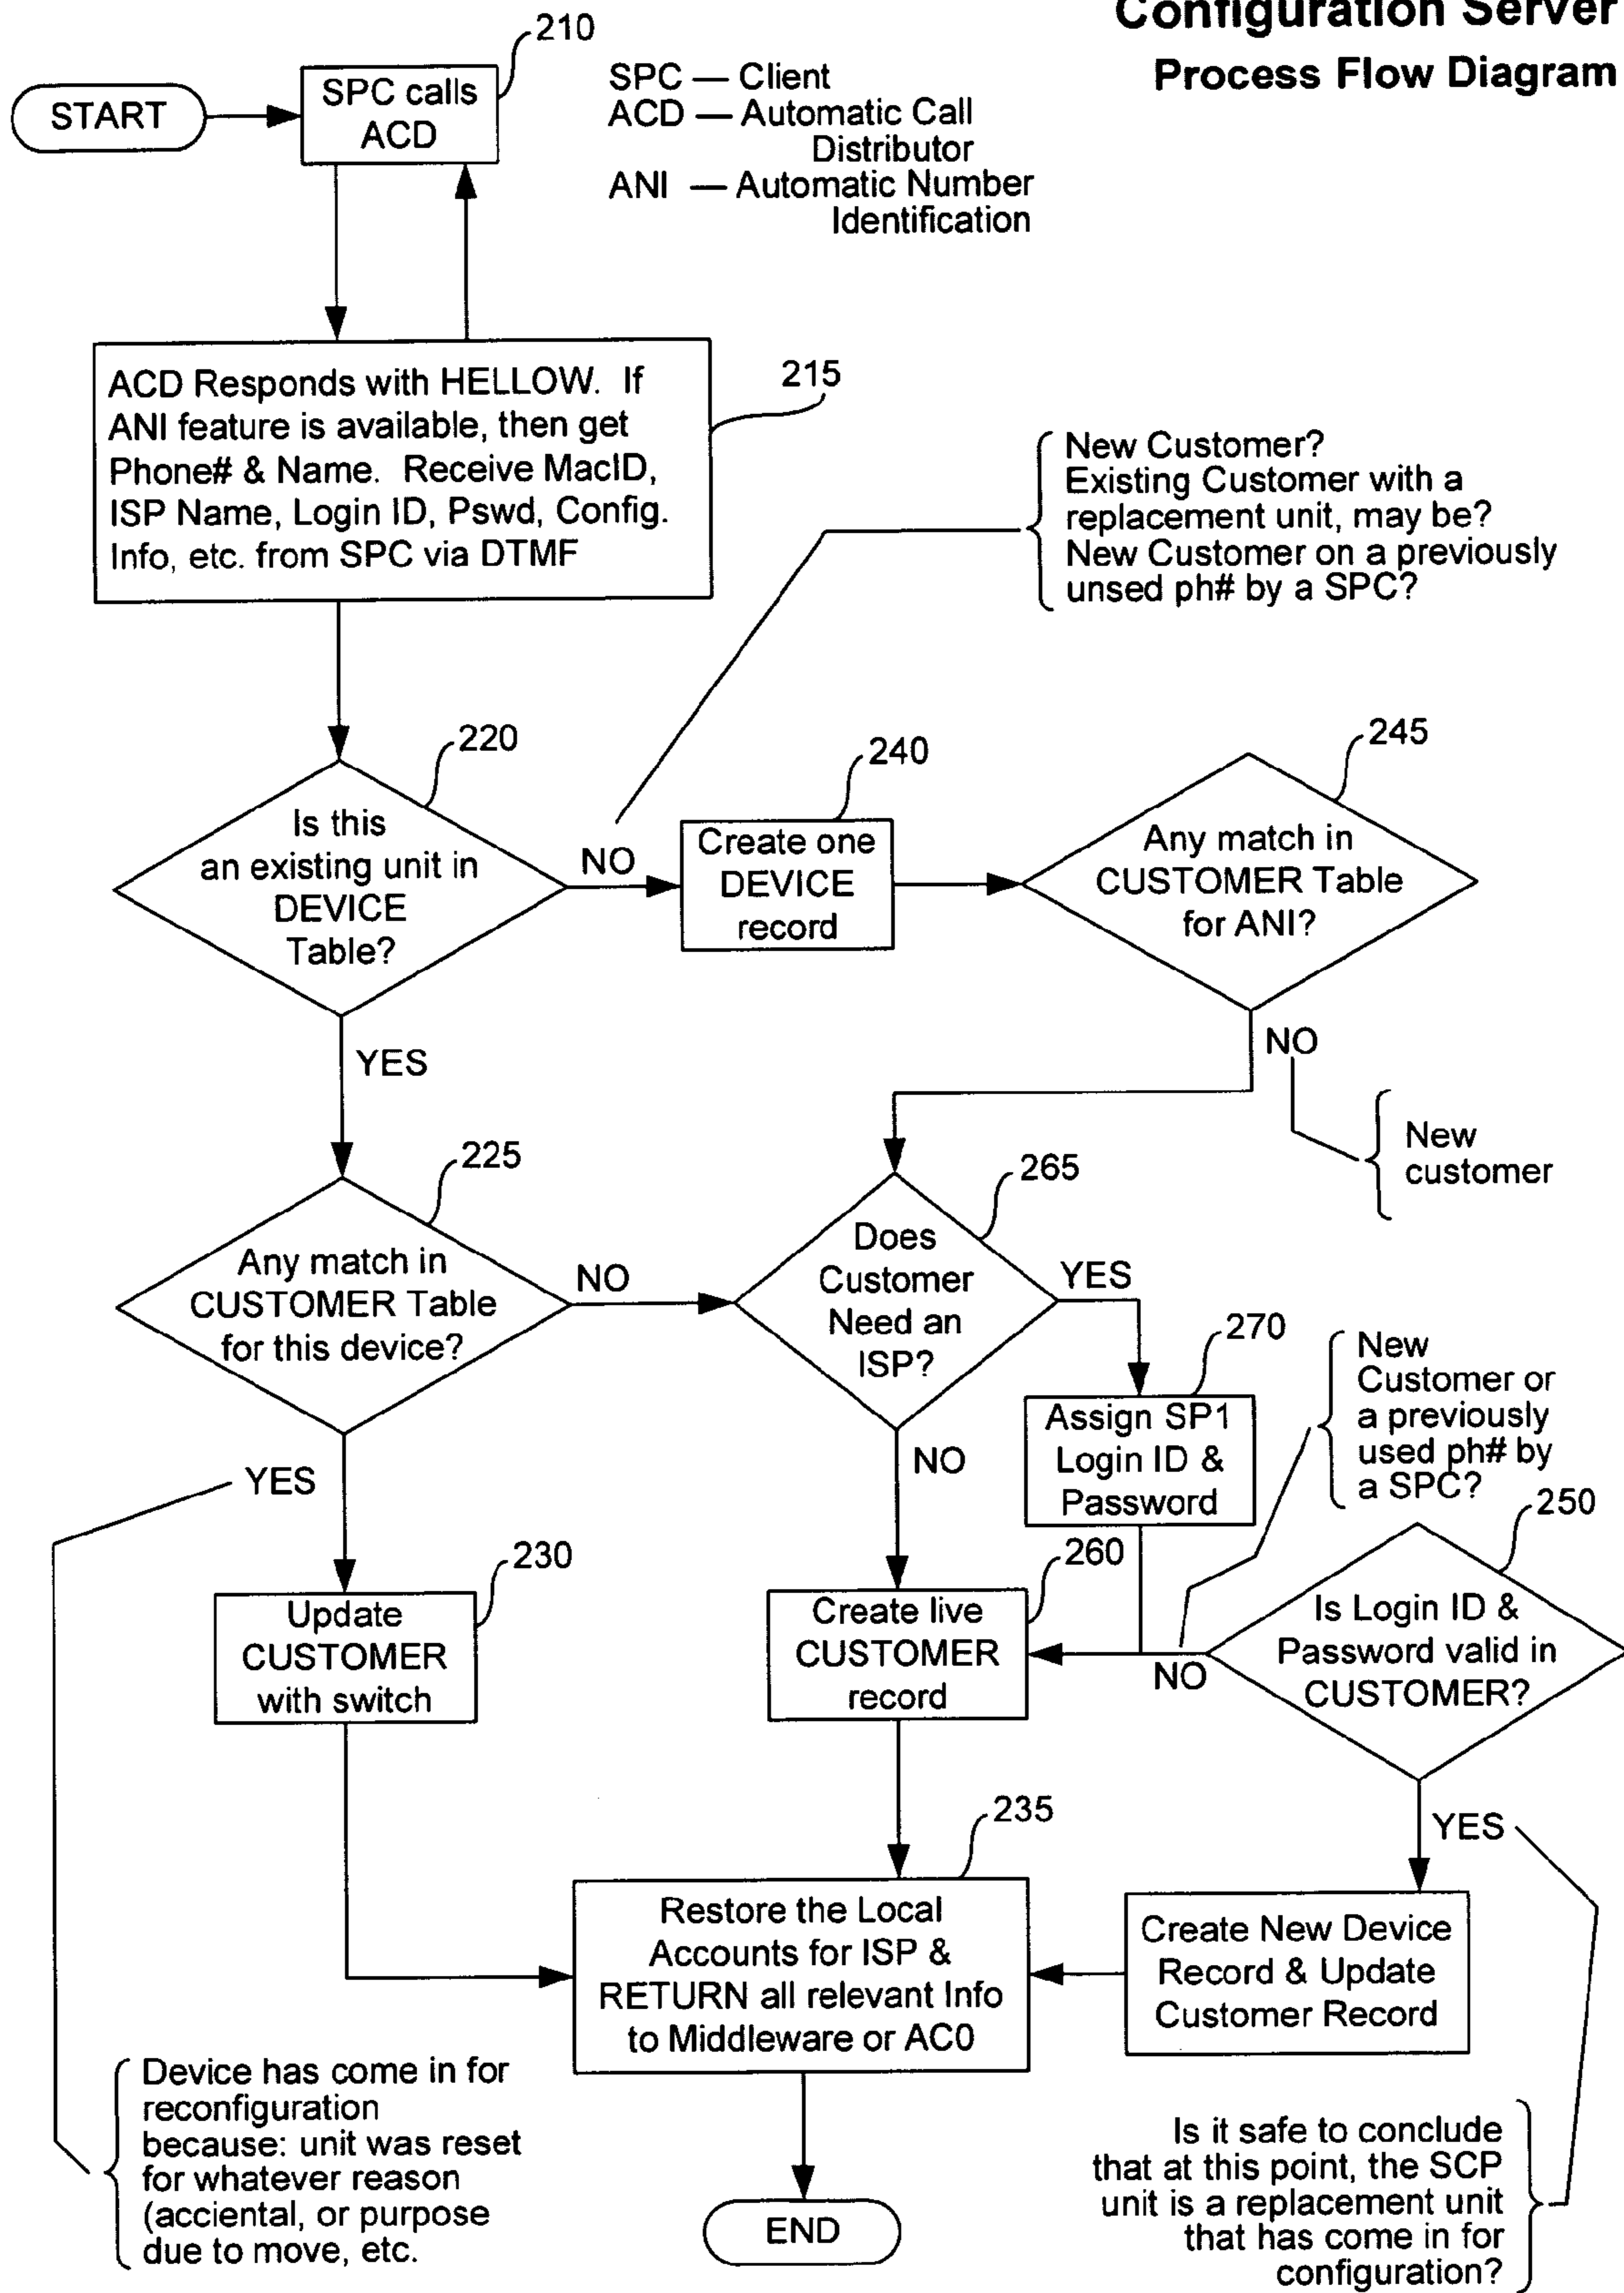 Configuration Server
Process Flow Diagram
210
START
SPC calls
ACD
SPC — Client
ACD — Automatic Call
Distributor
ANI — Automatic Number
Identification
215
ACD Responds with HELLOW. If
ANI feature is available, then get
Phone# & Name. Receive MacID,
ISP Name, Login ID, Pswd, Config.
Info, etc. from SPC via DTMF
New Customer?
Existing Customer with a
replacement unit, may be?
New Customer on a previously
unsed ph# by a SPC?
220
Is this
an existing unit in
DEVICE
Table?
NO
240
Create one
DEVICE
record
245
Any match in
CUSTOMER Table
for ANI?
YES
NO
New
customer
225
Any match in
CUSTOMER Table
for this device?
NO
265
Does
Customer
Need an
ISP?
YES
270
Assign SP1
Login ID &
Password
New
Customer or
a previously
used ph# by
a SPC?
YES
NO
250
Is Login ID &
Password valid in
CUSTOMER?
NO
230
Update
CUSTOMER
with switch
260
Create live
CUSTOMER
record
YES
235
Restore the Local
Accounts for ISP &
RETURN all relevant Info
to Middleware or AC0
Create New Device
Record & Update
Customer Record
Device has come in for
reconfiguration
because: unit was reset
for whatever reason
(acciental, or purpose
due to move, etc.
END
Is it safe to conclude
that at this point, the SCP
unit is a replacement unit
that has come in for
configuration?